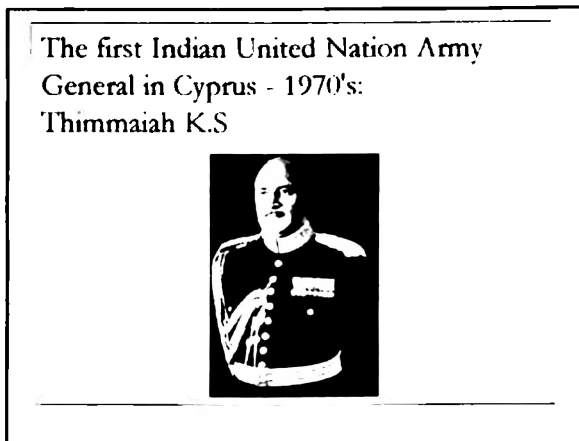 The first Indian United Nation Army
General in Cyprus - 1970's:
Thimmaiah K.S